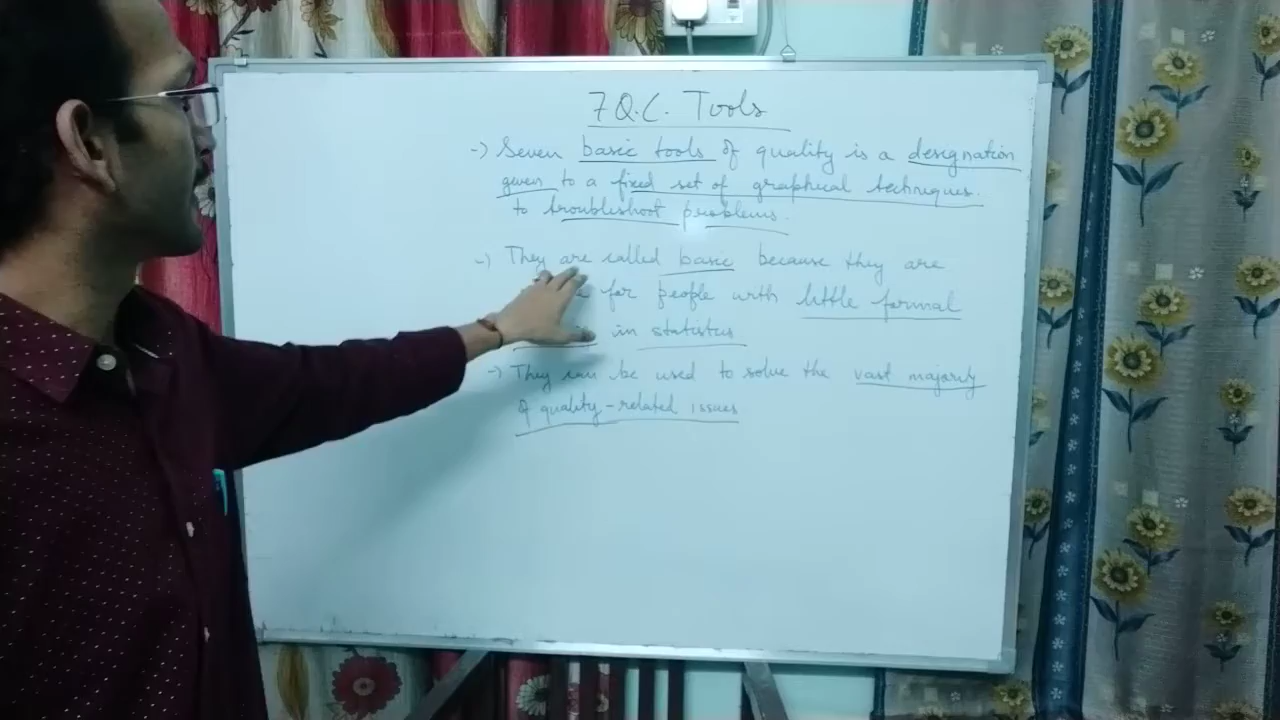 7 Q.C. Tools
-) Seven basic tools of quality is a designation
given to a fixed set of graphical techniques.
to troubleshoot problems.
-) They are called basic because they are
for people with little formal
in statistics
-) They can be used to solve the vast majority
of quality-related issues